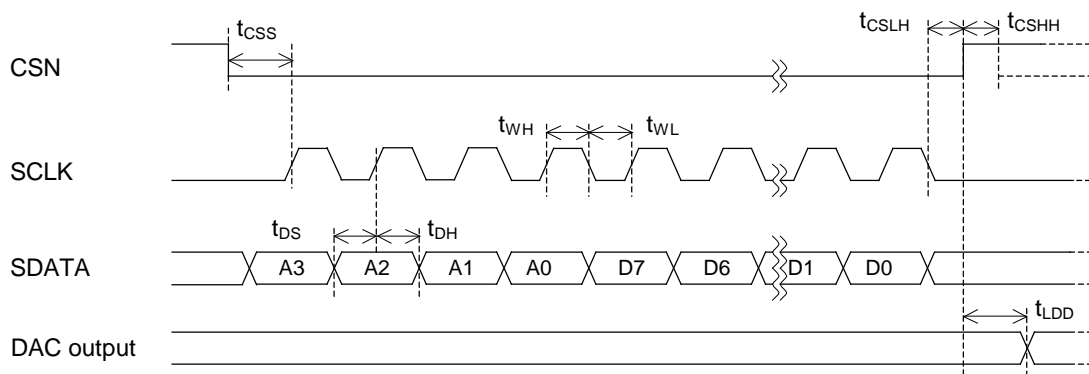 tCSS
tCSLH
tCSHH
CSN
tWH
tWL
SCLK
tDS
tDH
SDATA
A3 A2 A1 A0 D7 D6 D1 D0
tLDD
DAC output